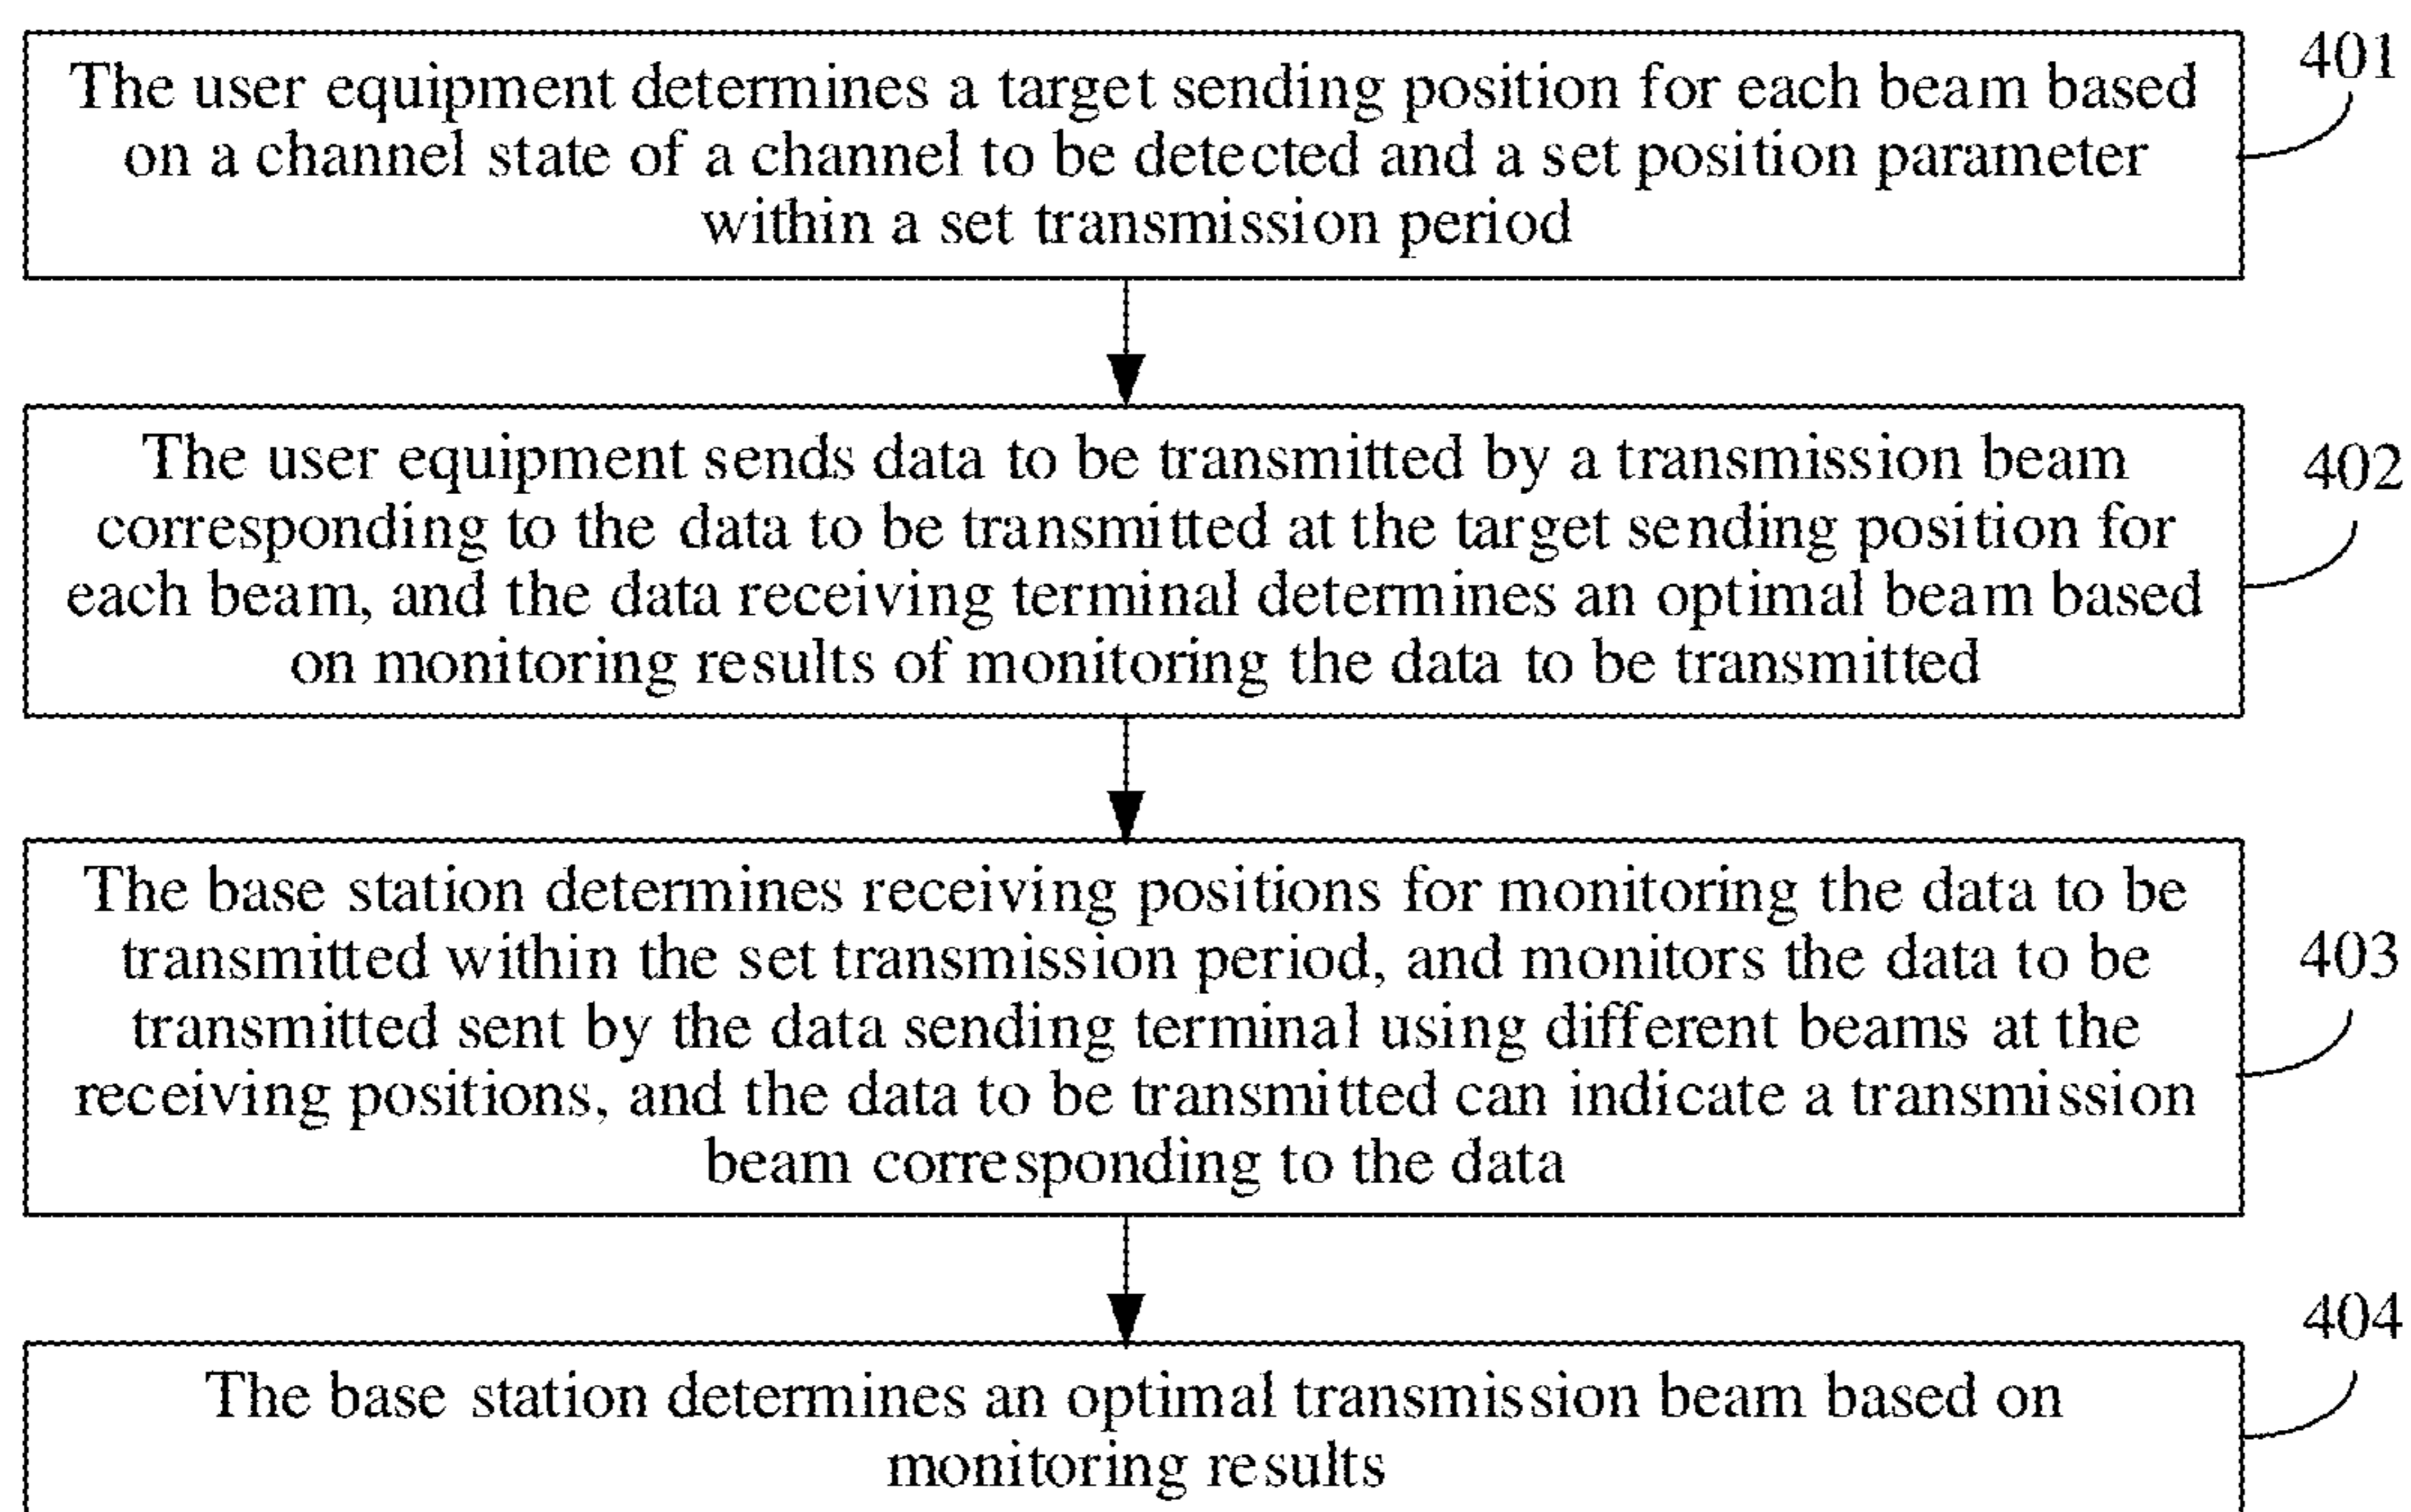 The user equipment determines a target sending position for each beam based
on a channel state of a channel to be detected and a set position parameter
within a set transmission period
401
The user equipment sends data to be transmitted by a transmission beam
corresponding to the data to be transmitted at the target sending position for
each beam, and the data receiving terminal determines an optimal beam based
on monitoring results of monitoring the data to be transmitted
402
The base station determines receiving positions for monitoring the data to be
transmitted within the set transmission period, and monitors the data to be
transmitted sent by the data sending terminal using different beams at the
receiving positions, and the data to be transmitted can indicate a transmission
beam corresponding to the data
403
The base station determines an optimal transmission beam based on
monitoring results
404